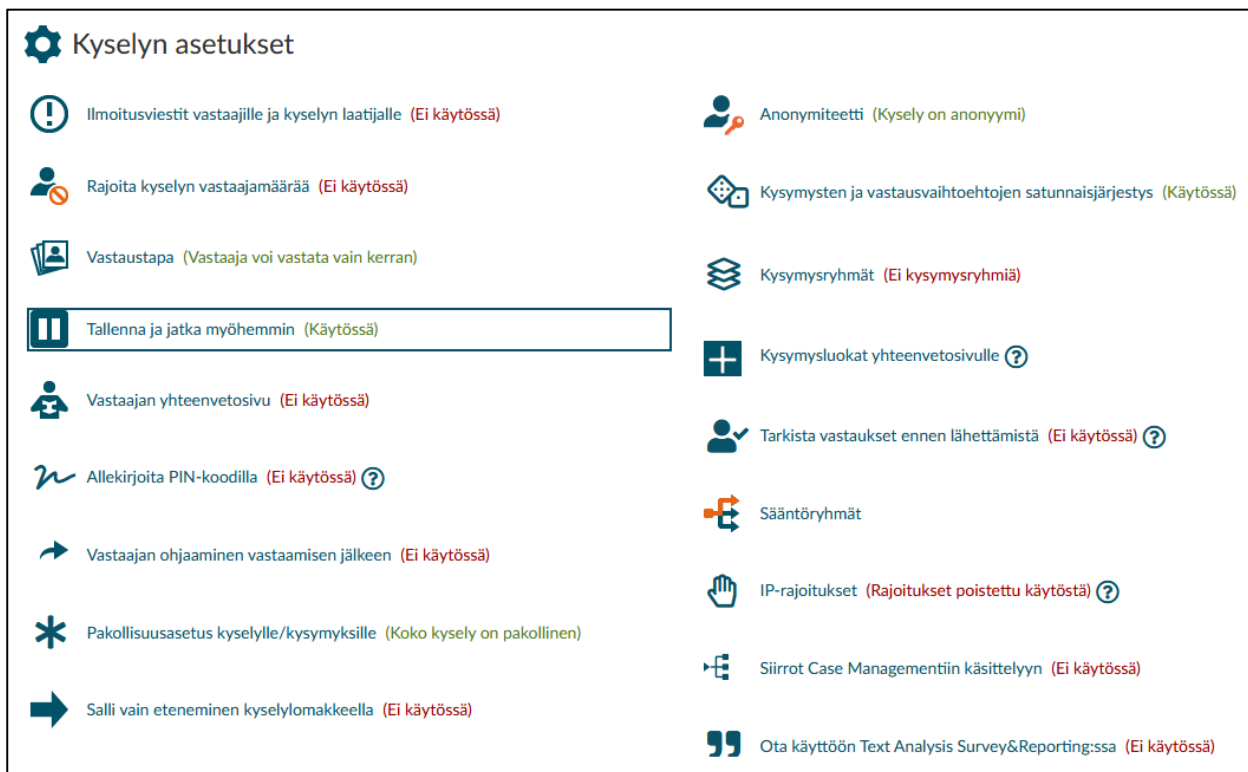 Kyselyn asetukset
Ilmoitusviestit vastaajille ja kyselyn laatijalle (Ei käytössä)
Rajoita kyselyn vastaajamäärää (Ei käytössä)
Vastaustapa (Vastaaja voi vastata vain kerran)
Tallenna ja jatka myöhemmin (Käytössä)
Vastaajan yhteenvetosivu (Ei käytössä)
Allekirjoita PIN-koodilla (Ei käytössä) ?
Vastaajan ohjaaminen vastaamisen jälkeen (Ei käytössä)
Pakollisuusasetus kyselylle/kysymyksille (Koko kysely on pakollinen)
Salli vain eteneminen kyselylomakkeella (Ei käytössä)
Anonymiteetti (Kysely on anonyymi)
Kysymysten ja vastausvaihtoehtojen satunnaisjärjestys (Käytössä)
Kysymysryhmät (Ei kysymysryhmiä)
Kysymysluokat yhteenvetosivulle ?
Tarkista vastaukset ennen lähettämistä (Ei käytössä) ?
Sääntöryhmät
IP-rajoitukset (Rajoitukset poistettu käytöstä) ?
Siirrot Case Managementiin käsittelyyn (Ei käytössä)
Ota käyttöön Text Analysis Survey&Reporting:ssa (Ei käytössä)